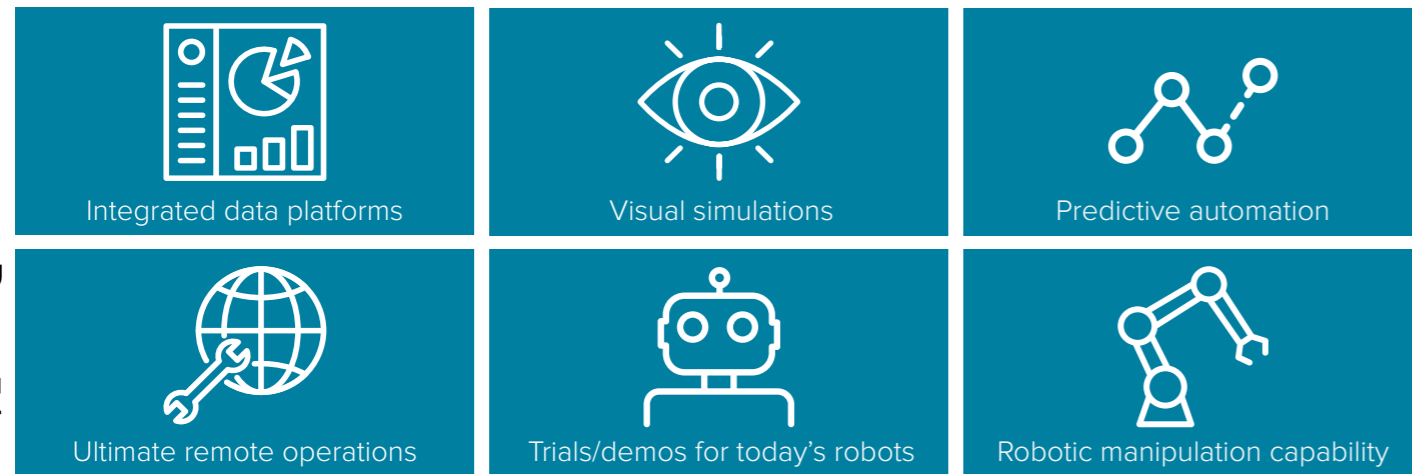 Integrated data platforms
Visual simulations
Predictive automation
Ultimate remote operations
Trials/demos for today's robots
Robotic manipulation capability